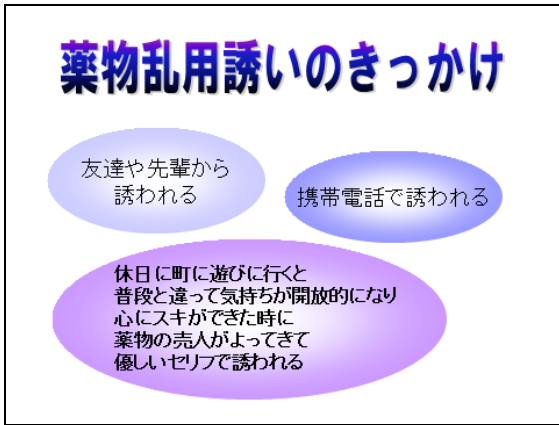 薬物乱用誘いのきっかけ
友達や先輩から
誘われる
携帯電話で誘われる
休日に町に遊びに行くと
普段と違って気持ちが開放的になり
心にスキができた時に
薬物の売人がよってきて
優しいセリフで誘われる